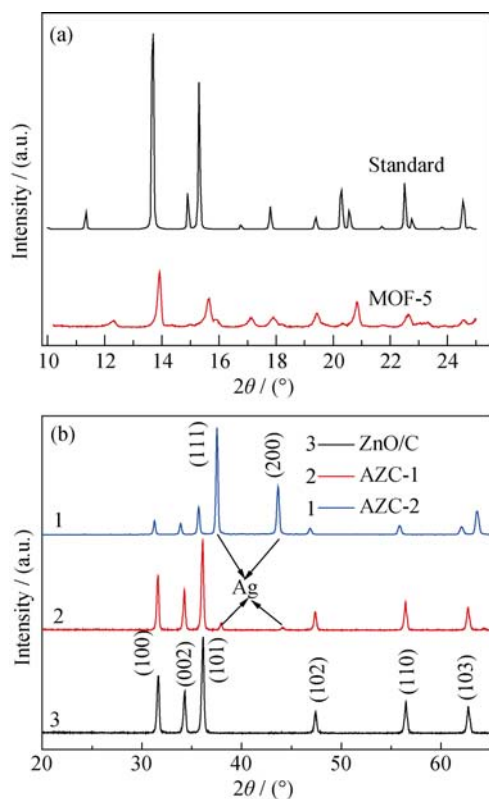 (a)
Intensity / (a.u.)
Standard
MOF-5
10 12 14 16 18 20 22 24
2θ / (°)
(b)
Intensity / (a.u.)
3 ZnO/C
2 AZC-1
1 AZC-2
(111)
(200)
1
Ag
2
(100)
(002)
(101)
(102)
(110)
(103)
3
20 30 40 50 60
2θ / (°)